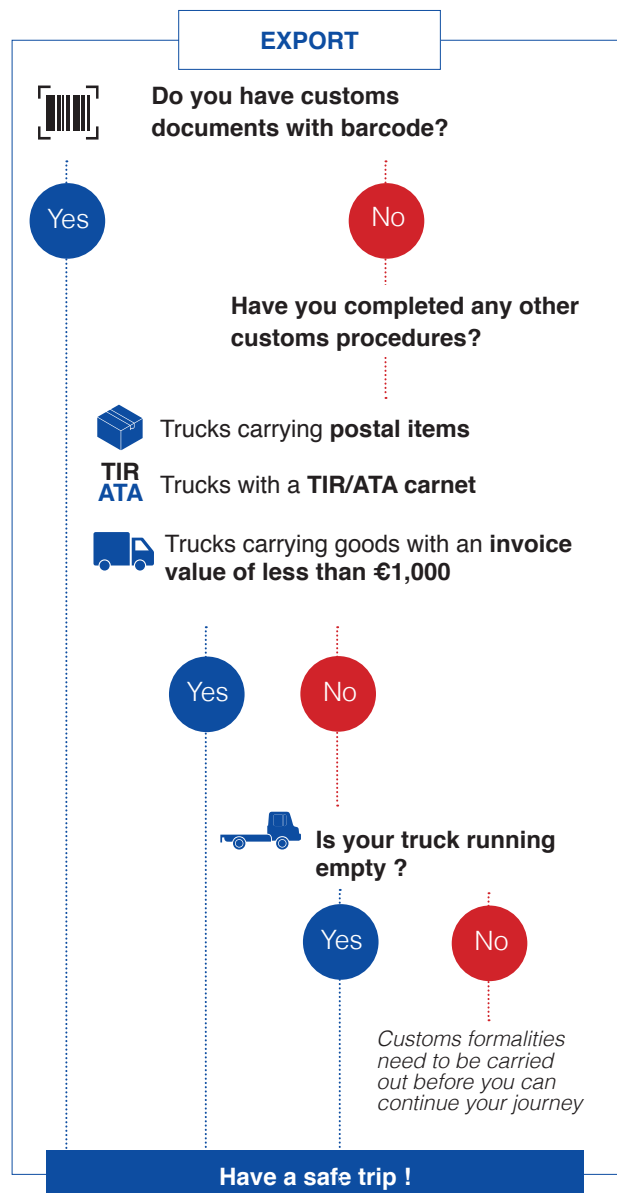 EXPORT
Do you have customs
documents with barcode?
Yes
No
Have you completed any other
customs procedures?
Trucks carrying postal items
TIR
ATA
Trucks with a TIR/ATA carnet
Trucks carrying goods with an invoice
value of less than €1,000
Yes
No
Is your truck running
empty ?
Yes
No
Customs formalities
need to be carried
out before you can
continue your journey
Have a safe trip !